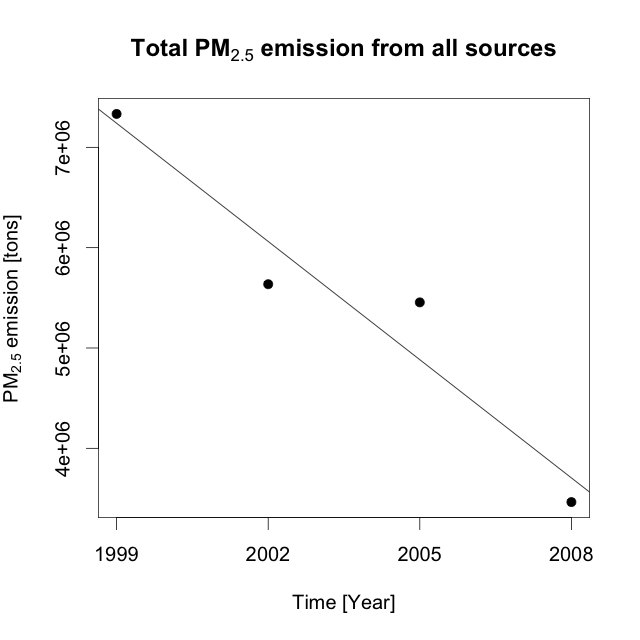 Total PM2.5 emission from all sources
PM2.5 emission [tons]
7e+06
6e+06
5e+06
4e+06
1999 2002 2005 2008
Time [Year]